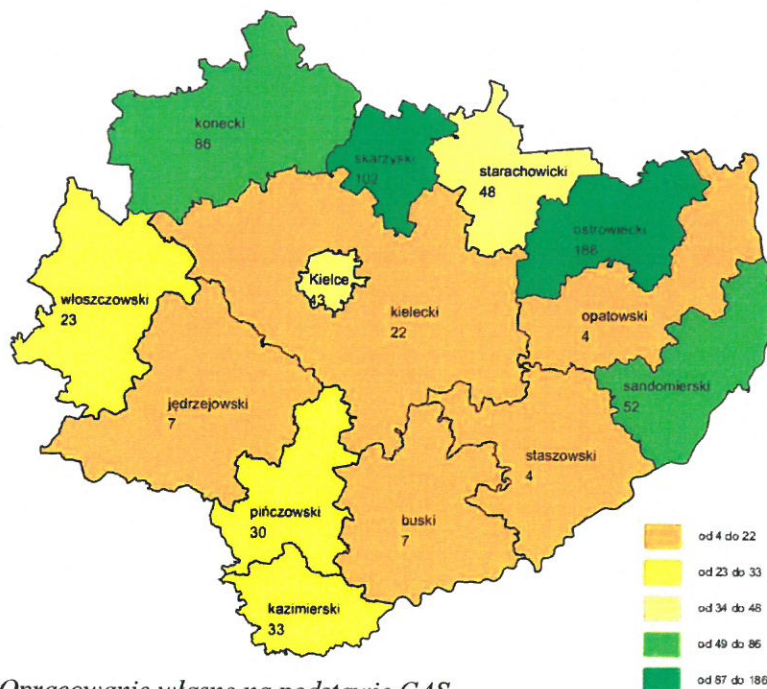 konecki
86
skarżyski
102
starachowicki
48
ostrowiecki
186
włoszczowski
23
Kielce
43
kielecki
22
opatowski
4
sandomierski
52
jędrzejowski
7
staszowski
4
pińczowski
30
buski
7
kazimierski
33
od 4 do 22
od 23 do 33
od 34 do 48
od 49 do 86
od 87 do 186
Opracowanie własne na podstawie CAS